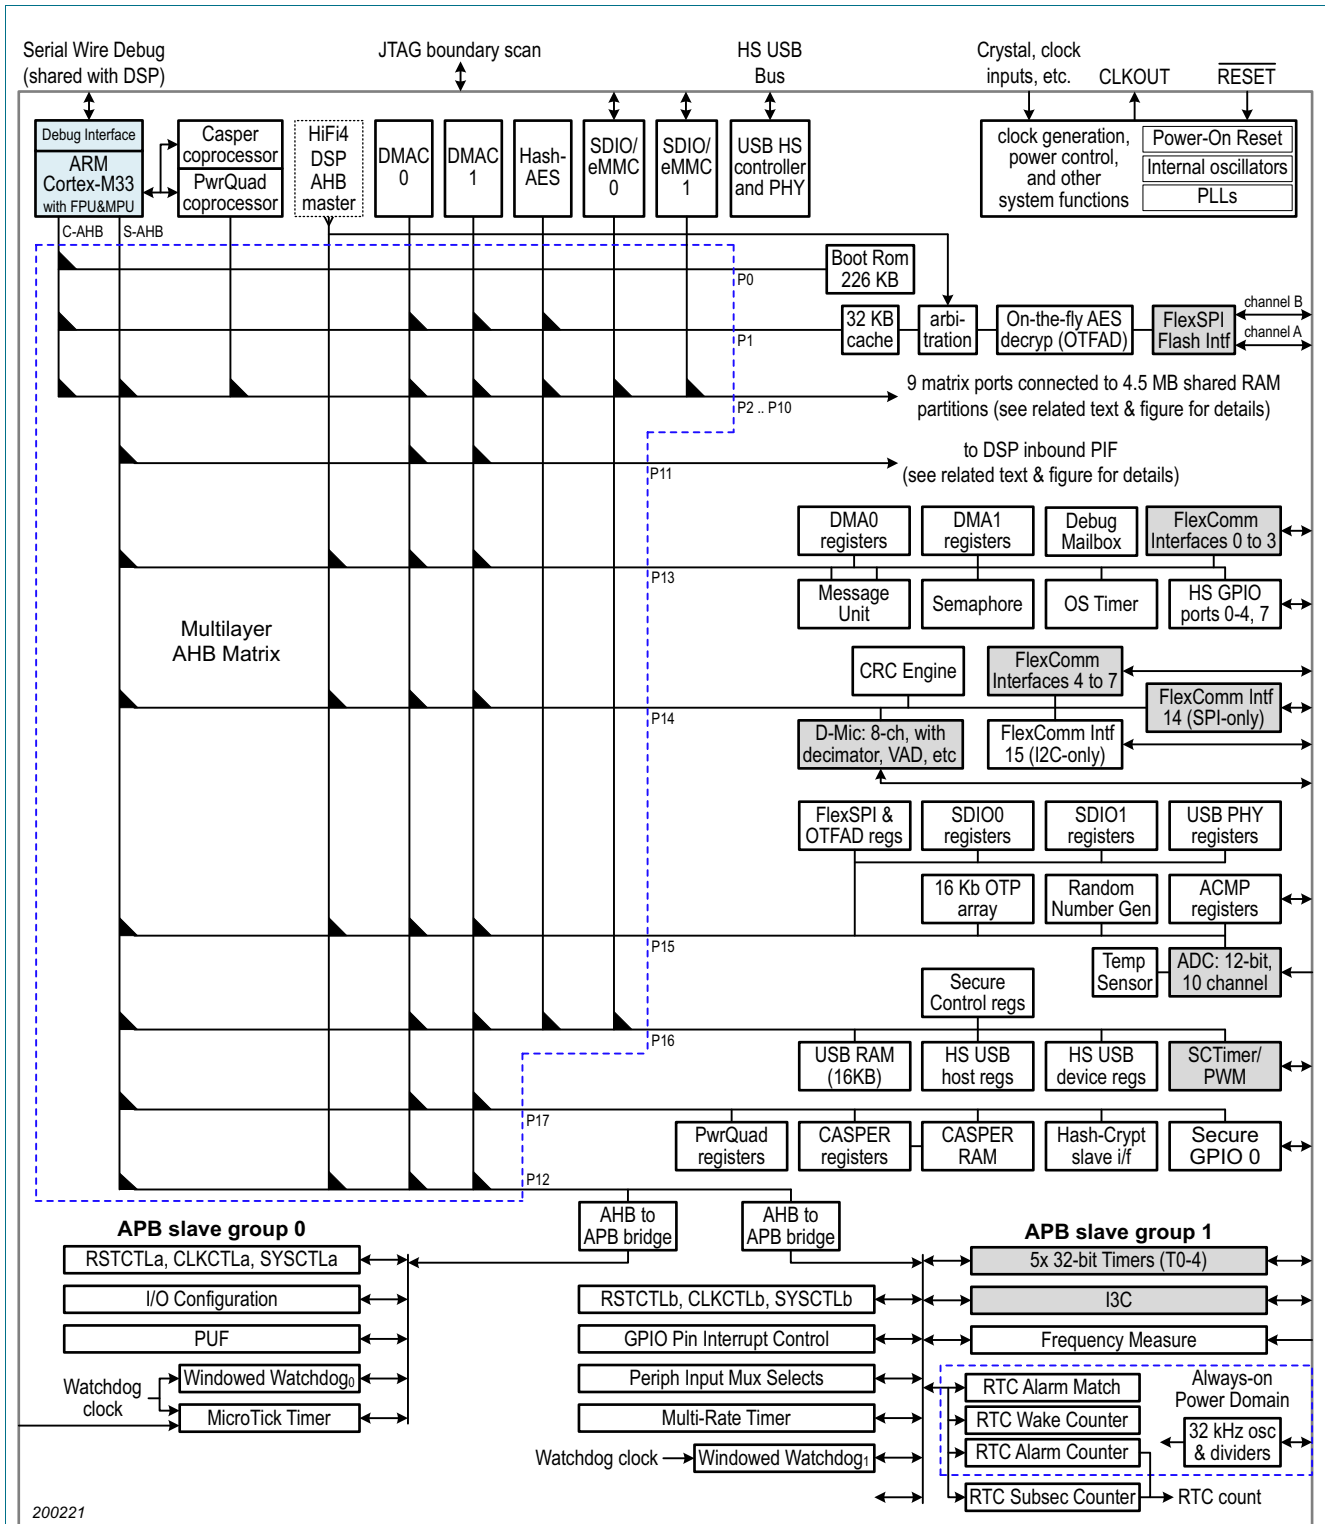 Serial Wire Debug
(shared with DSP)
JTAG boundary scan
HS USB
Bus
Crystal, clock
inputs, etc.
CLKOUT
RESET
Debug Interface
ARM
Cortex-M33
with FPU&MPU
Casper
coprocessor
PwrQuad
coprocessor
HiFi4
DSP
AHB
master
DMAC
0
DMAC
1
Hash-
AES
SDIO/
eMMC
0
SDIO/
eMMC
1
USB HS
controller
and PHY
clock generation,
power control,
and other
system functions
Power-On Reset
Internal oscillators
PLLs
C-AHB
S-AHB
Boot Rom
226 KB
P0
32 KB
cache
arbi-
tration
On-the-fly AES
decryp (OTFAD)
FlexSPI
Flash Intf
channel B
channel A
P1
9 matrix ports connected to 4.5 MB shared RAM
partitions (see related text & figure for details)
P2 .. P10
to DSP inbound PIF
(see related text & figure for details)
P11
DMA0
registers
DMA1
registers
Debug
Mailbox
FlexComm
Interfaces 0 to 3
P13
Message
Unit
Semaphore
OS Timer
HS GPIO
ports 0-4, 7
Multilayer
AHB Matrix
CRC Engine
FlexComm
Interfaces 4 to 7
FlexComm Intf
14 (SPI-only)
P14
D-Mic: 8-ch, with
decimator, VAD, etc
FlexComm Intf
15 (I2C-only)
FlexSPI &
OTFAD regs
SDIO0
registers
SDIO1
registers
USB PHY
registers
16 Kb OTP
array
Random
Number Gen
ACMP
registers
P15
Temp
Sensor
ADC: 12-bit,
10 channel
Secure
Control regs
P16
USB RAM
(16KB)
HS USB
host regs
HS USB
device regs
SCTimer/
PWM
P17
PwrQuad
registers
CASPER
registers
CASPER
RAM
Hash-Crypt
slave i/f
Secure
GPIO 0
P12
AHB to
APB bridge
AHB to
APB bridge
APB slave group 0
RSTCTLa, CLKCTLa, SYSCTLa
I/O Configuration
PUF
Windowed Watchdog0
MicroTick Timer
Watchdog
clock
RSTCTLb, CLKCTLb, SYSCTLb
GPIO Pin Interrupt Control
Periph Input Mux Selects
Multi-Rate Timer
Watchdog clock
Windowed Watchdog1
APB slave group 1
5x 32-bit Timers (T0-4)
I3C
Frequency Measure
RTC Alarm Match
RTC Wake Counter
RTC Alarm Counter
RTC Subsec Counter
Always-on
Power Domain
32 kHz osc
& dividers
RTC count
200221